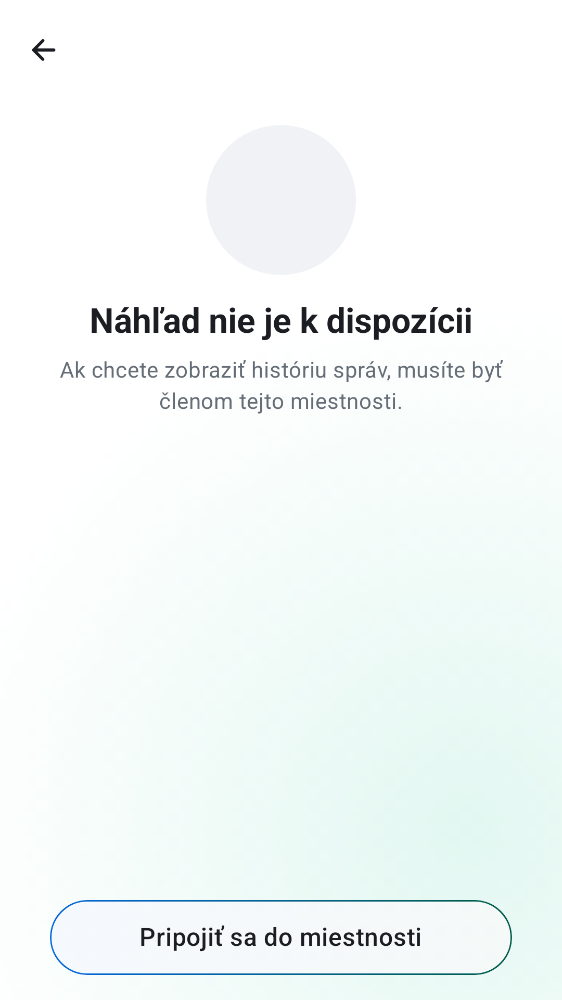 Náhľad nie je k dispozícii
Ak chcete zobraziť históriu správ, musíte byť
členom tejto miestnosti.
Pripojiť sa do miestnosti